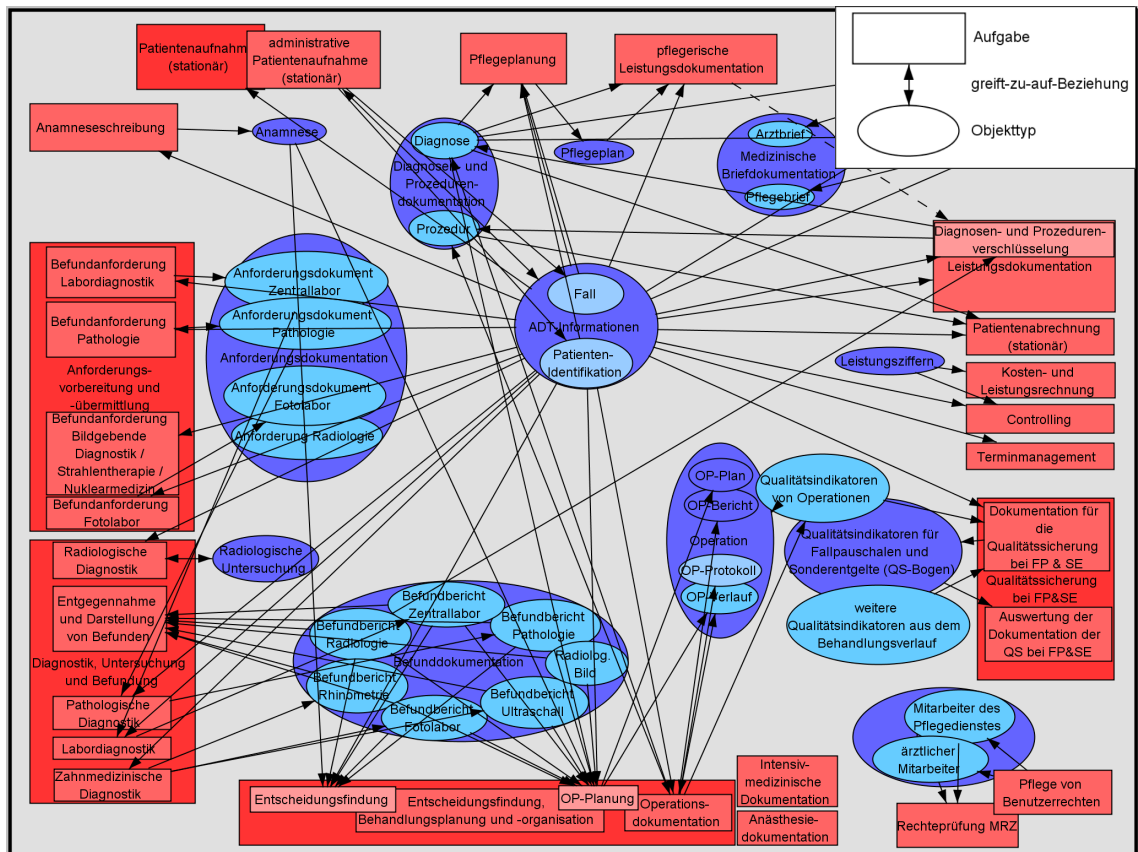 Patientenaufnahm
(stationär)
administrative
Patientenaufnahme
(stationär)
Pflegeplanung
pflegerische
Leistungsdokumentation
Aufgabe
greift-zu-auf-Beziehung
Objekttyp
Anamneseschreibung
Anamnese
Diagnose
Diagnosen- und
Prozeduren-
dokumentation
Prozedur
Pflegeplan
Arztbrief
Medizinische
Briefdokumentation
Pflegebrief
Diagnosen- und Prozeduren-
verschlüsselung
Leistungsdokumentation
Befundanforderung
Labordiagnostik
Befundanforderung
Pathologie
Anforderungs-
vorbereitung und
-übermittlung
Befundanforderung
Bildgebende
Diagnostik /
Strahlentherapie /
Nuklearmedizin
Befundanforderung
Fotolabor
Anforderungsdokument
Zentrallabor
Anforderungsdokument
Pathologie
Anforderungsdokumentation
Anforderungsdokument
Fotolabor
Anforderung Radiologie
Fall
ADT-Informationen
Patienten-
Identifikation
Patientenabrechnung
(stationär)
Leistungsziffern
Kosten- und
Leistungsrechnung
Controlling
Terminmanagement
OP-Plan
OP-Bericht
Operation
OP-Protokoll
OP-Verlauf
Qualitätsindikatoren
von Operationen
Qualitätsindikatoren für
Fallpauschalen und
Sonderentgelte (QS-Bogen)
weitere
Qualitätsindikatoren aus dem
Behandlungsverlauf
Dokumentation für
die
Qualitätssicherung
bei FP & SE
Qualitätssicherung
bei FP&SE
Auswertung der
Dokumentation der
QS bei FP&SE
Radiologische
Diagnostik
Radiologische
Untersuchung
Entgegennahme
und Darstellung
von Befunden
Diagnostik, Untersuchung
und Befundung
Pathologische
Diagnostik
Labordiagnostik
Zahnmedizinische
Diagnostik
Befundbericht
Zentrallabor
Befundbericht
Radiologie
Befundbericht
Pathologie
Befunddokumentation
Radiolog.
Bild
Befundbericht
Rhinometrie
Befundbericht
Ultraschall
Befundbericht
Fotolabor
Mitarbeiter des
Pflegedienstes
ärztlicher
Mitarbeiter
Pflege von
Benutzerrechten
Rechteprüfung MRZ
Entscheidungsfindung
Entscheidungsfindung,
Behandlungsplanung und -organisation
OP-Planung
Operations-
dokumentation
Intensiv-
medizinische
Dokumentation
Anästhesie-
dokumentation